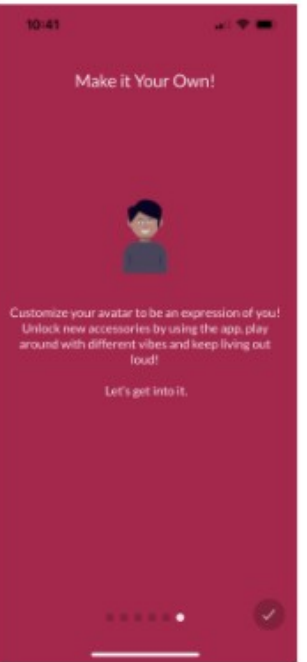 10:41
Make it Your Own!
Customize your avatar to be an expression of you!
Unlock new accessories by using the app, play
around with different vibes and keep living out
loud!
Let's get into it.